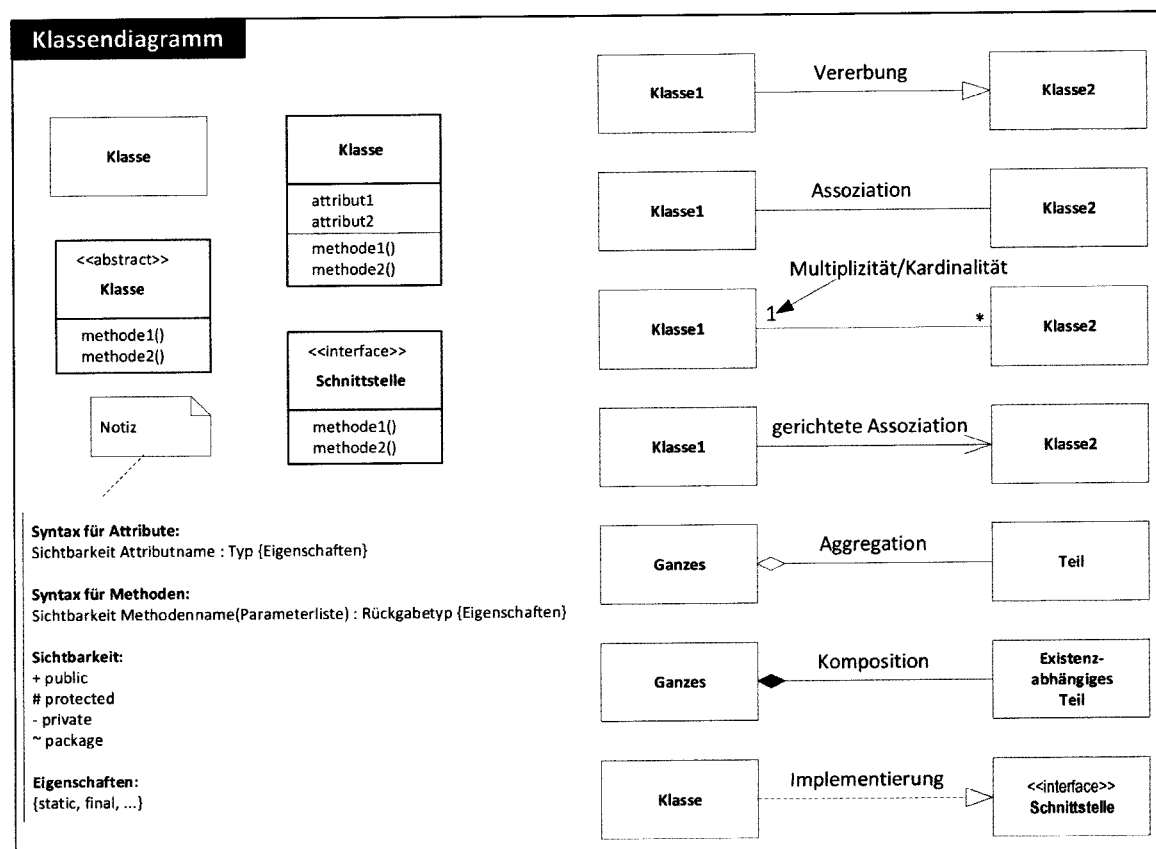 Klassendiagramm
Klasse
Klasse
attribut1
attribut2
methode1()
methode2()
<<abstract>>
Klasse
methode1()
methode2()
<<interface>>
Schnittstelle
methode1()
methode2()
Notiz
Syntax für Attribute:
Sichtbarkeit Attributname : Typ {Eigenschaften}
Syntax für Methoden:
Sichtbarkeit Methodenname(Parameterliste) : Rückgabetyp {Eigenschaften}
Sichtbarkeit:
+ public
# protected
- private
~ package
Eigenschaften:
{static, final, ...}
Klasse1 Vererbung Klasse2
Klasse1 Assoziation Klasse2
Multiplizität/Kardinalität
Klasse1 1 * Klasse2
Klasse1 gerichtete Assoziation Klasse2
Ganzes Aggregation Teil
Ganzes Komposition Existenz-
abhängiges
Teil
Klasse Implementierung <<interface>>
Schnittstelle